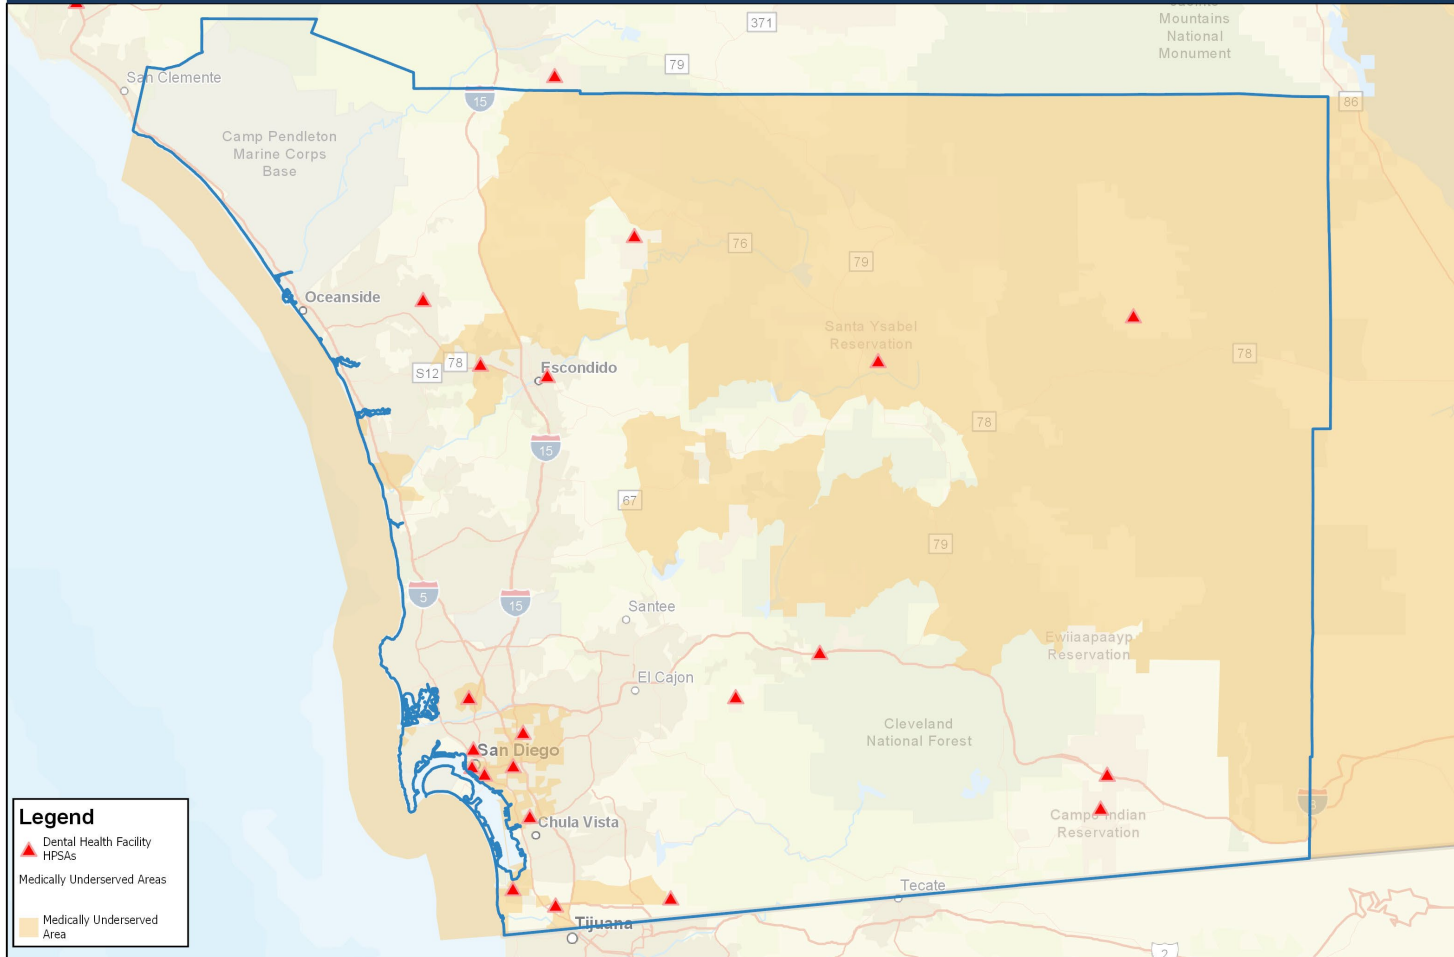 Mountains
National
Monument
371
79
San Clemente
15
86
Camp Pendleton
Marine Corps
Base
76
79
Oceanside
Santa Ysabel
Reservation
78
78
S12
Escondido
78
15
67
79
5
15
Santee
Ewiiaapaayp
Reservation
El Cajon
Cleveland
National Forest
San Diego
8
Chula Vista
Campo Indian
Reservation
Tecate
Tijuana
2
Legend
Dental Health Facility
HPSAs
Medically Underserved Areas
Medically Underserved
Area